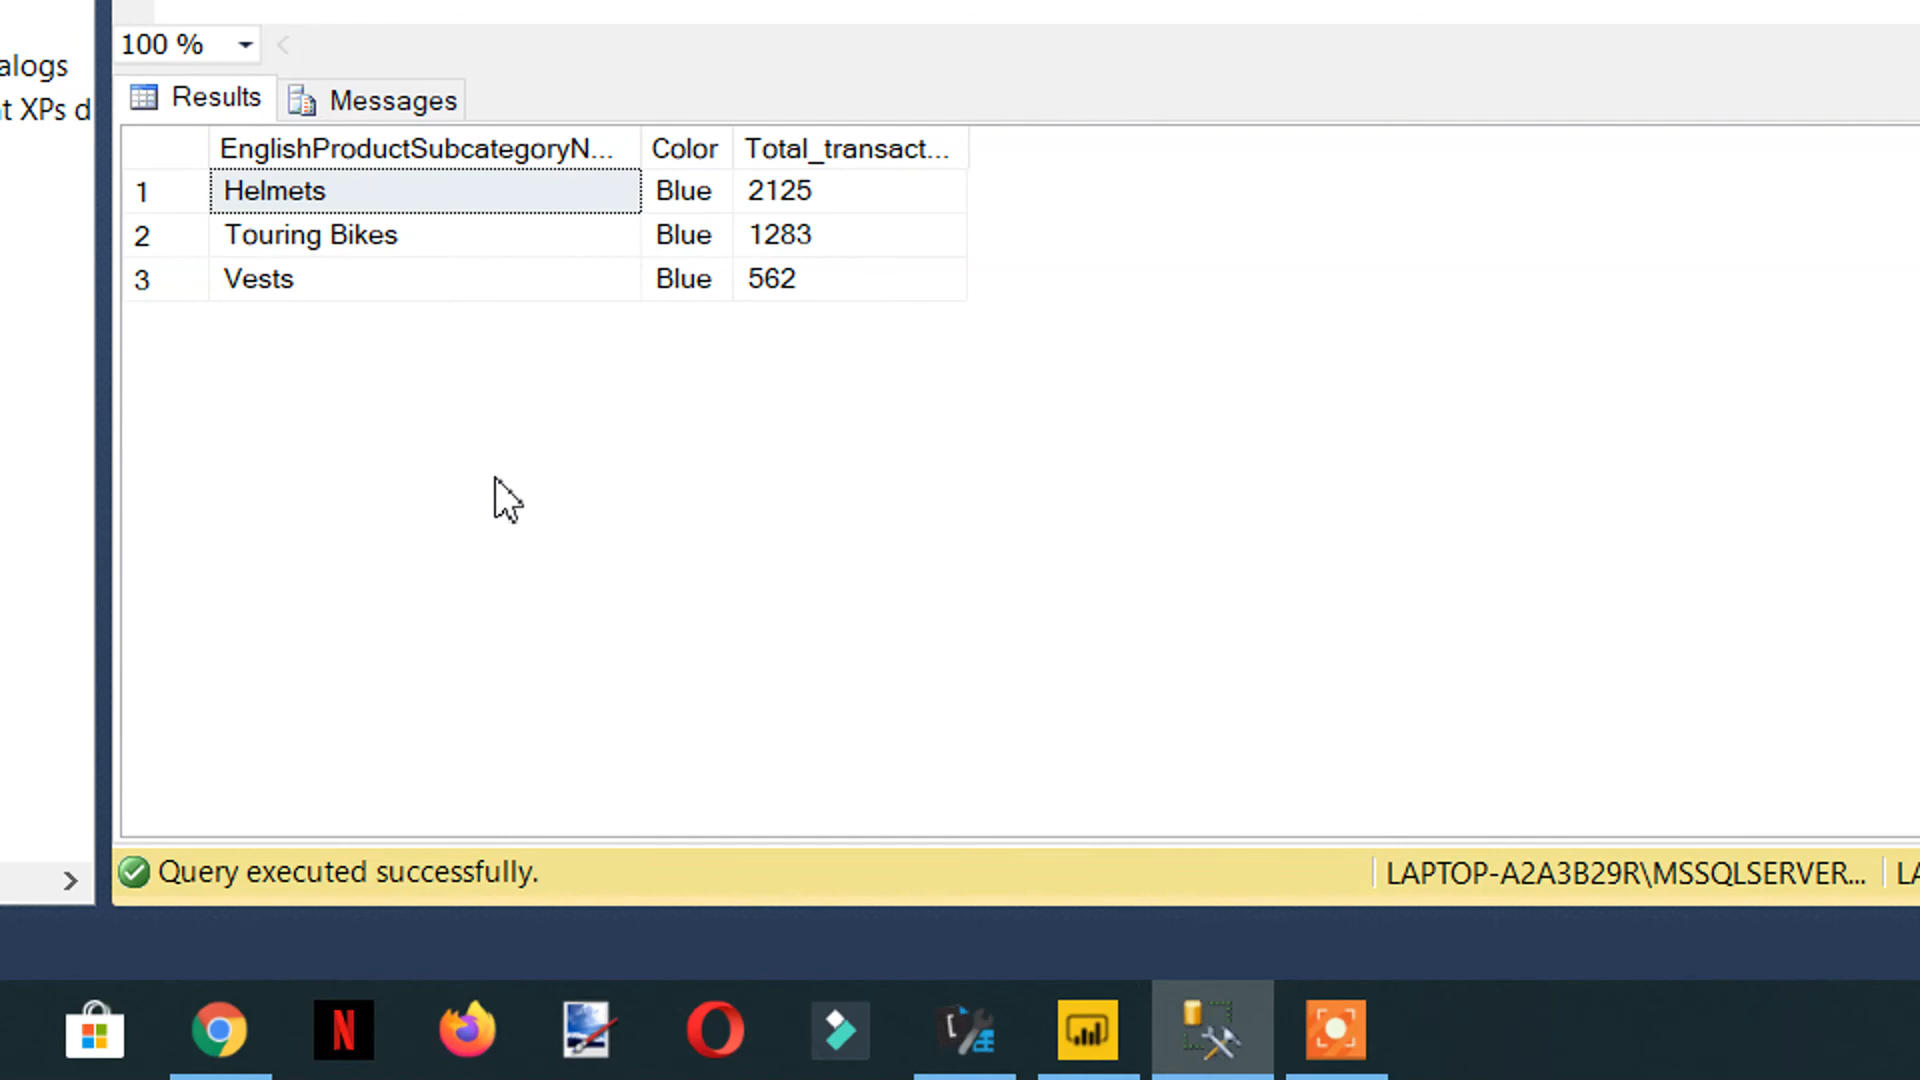 100 %
alogs
t XPs d
Results
Messages
EnglishProductSubcategoryN... Color Total_transact...
1 Helmets Blue 2125
2 Touring Bikes Blue 1283
3 Vests Blue 562
Query executed successfully. LAPTOP-A2A3B29R\MSSQLSERVER... LA
N